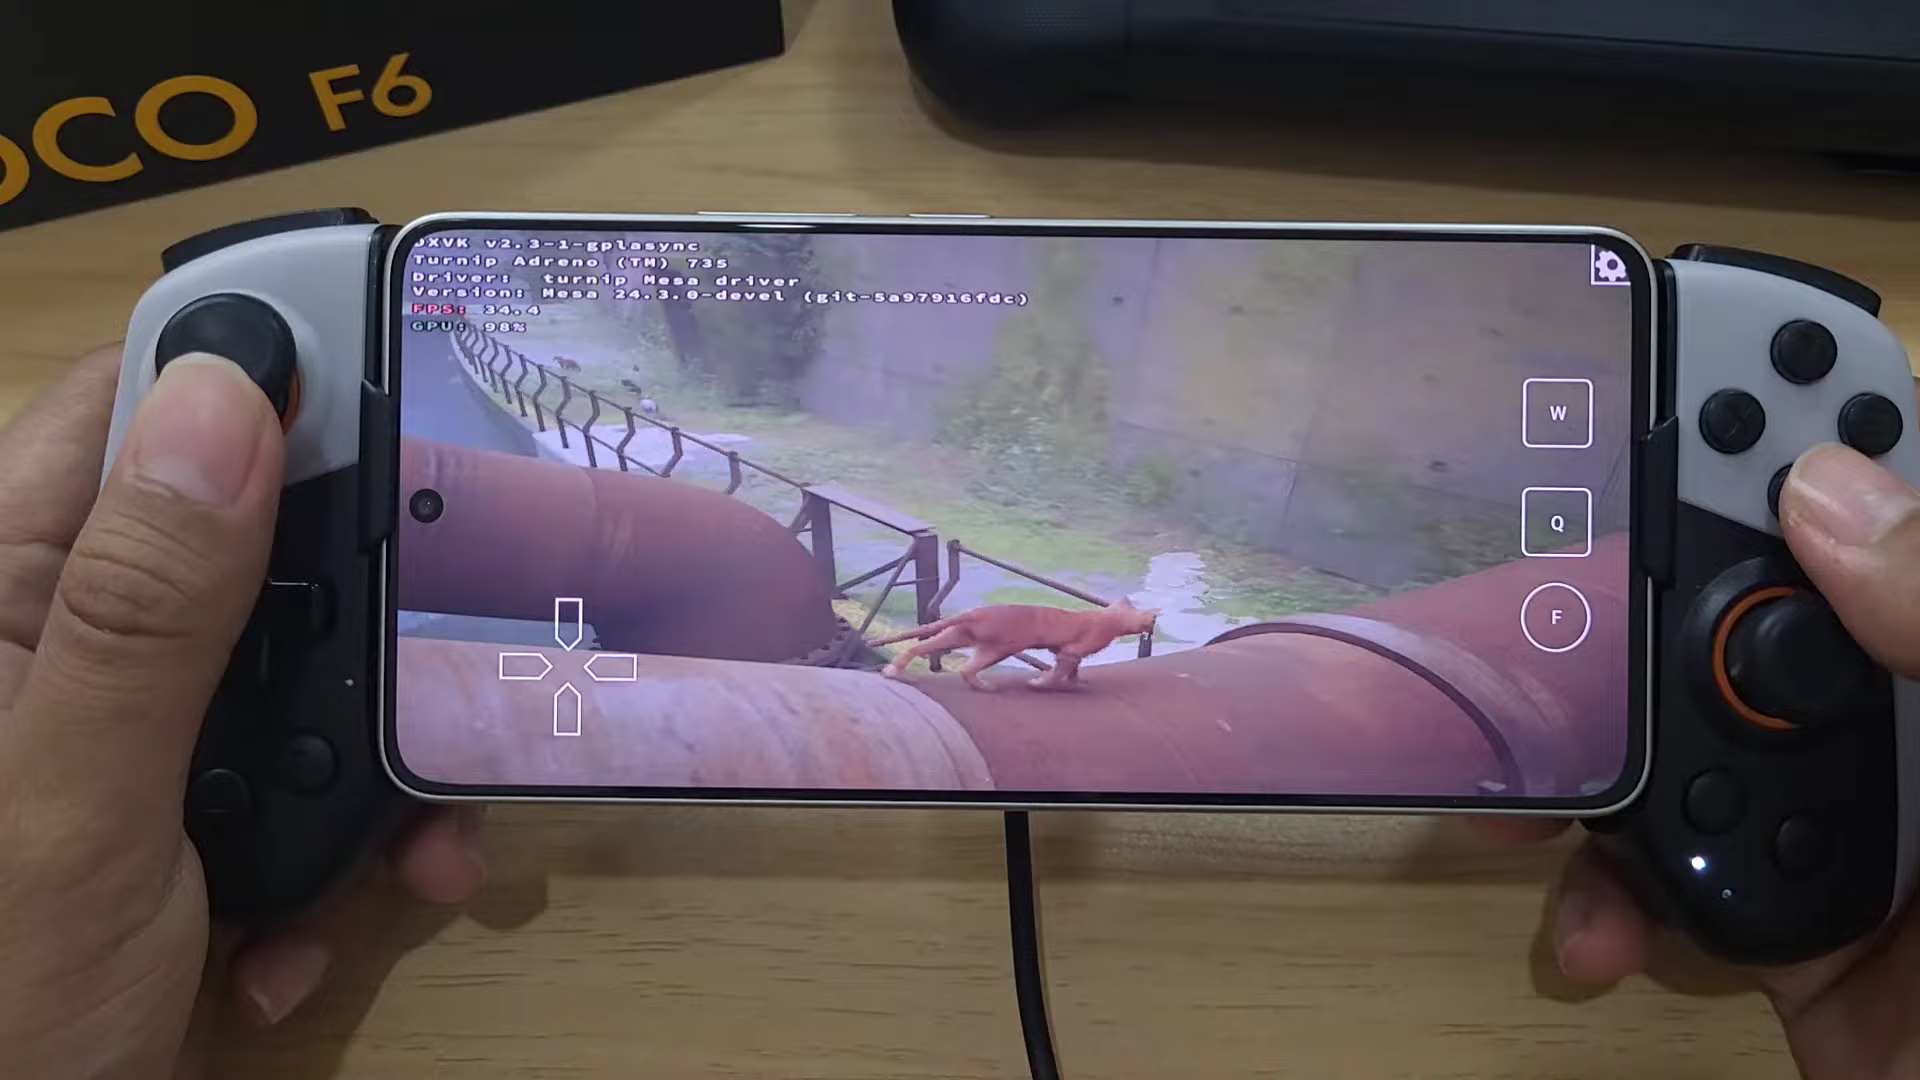 OCO F6
DXVK v2.3-1-gplasync
Turnip Adreno (TM) 735
Driver: turnip Mesa driver
Version: Mesa 24.3.0-devel (git-5a97916fdc)
FPS: 34.4
GPU: 98%
W
Q
F